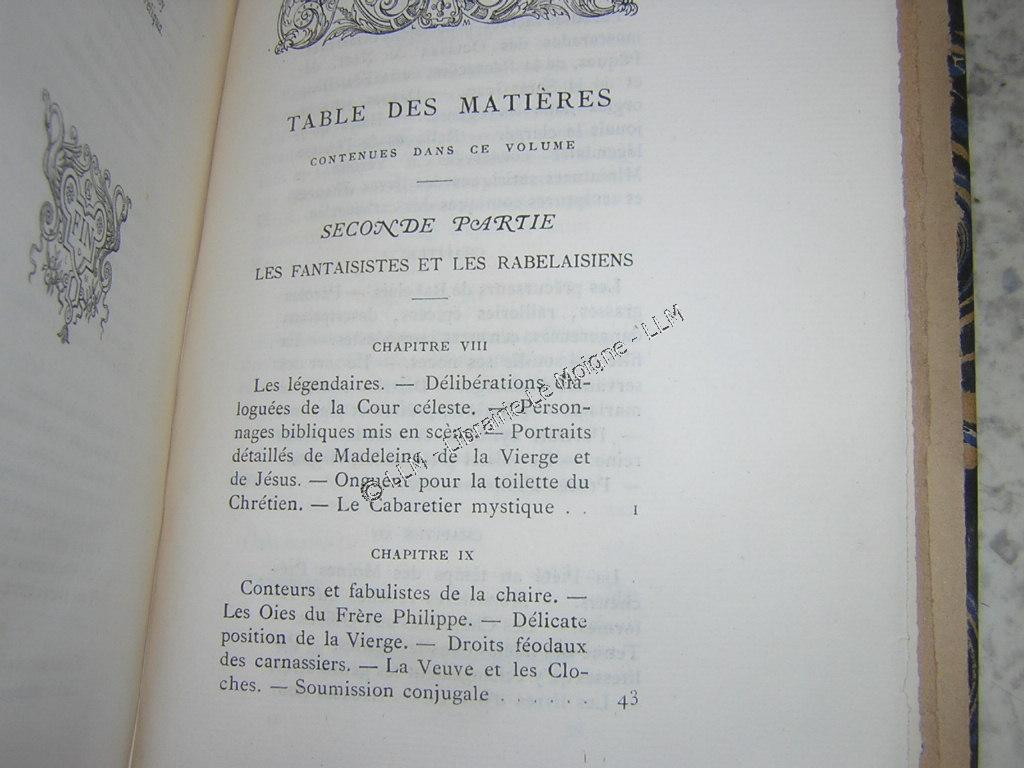 TABLE DES MATIÈRES
CONTENUES DANS CE VOLUME
SECONDE PARTIE
LES FANTAISISTES ET LES RABELAISIENS
CHAPITRE VIII
Les légendaires. — Délibérations dia-
loguées de la Cour céleste. — Person-
nages bibliques mis en scène. — Portraits
détaillés de Madeleine, de la Vierge et
de Jésus. — Onguent pour la toilette du
Chrétien. — Le Cabaretier mystique . . 1
CHAPITRE IX
Conteurs et fabulistes de la chaire. —
Les Oies du Frère Philippe. — Délicate
position de la Vierge. — Droits féodaux
des carnassiers. — La Veuve et les Clo-
ches. — Soumission conjugale . . . . . 43
FIN
© LLM - Librairie Le Moigne - LLM